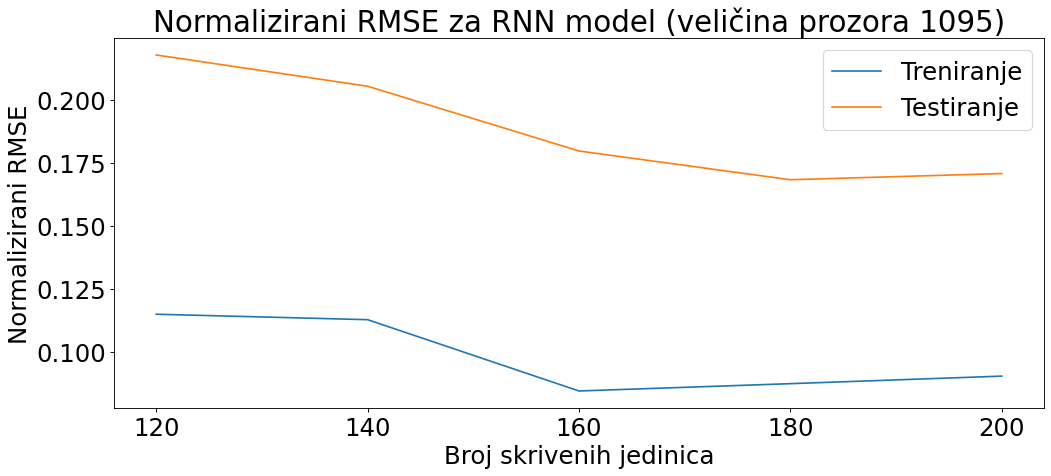 Normalizirani RMSE za RNN model (veličina prozora 1095)
Treniranje
Testiranje
Normalizirani RMSE
0.200
0.175
0.150
0.125
0.100
120 140 160 180 200
Broj skrivenih jedinica